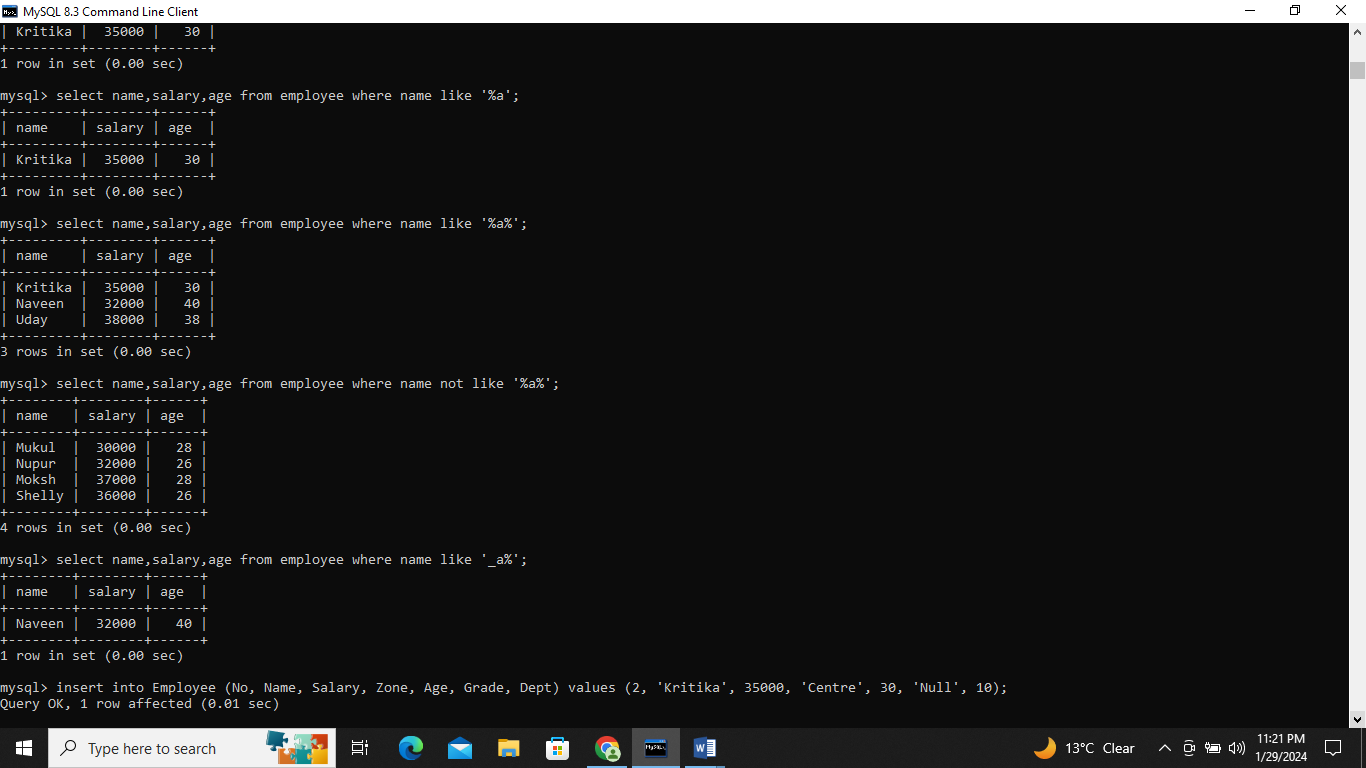 MySQL 8.3 Command Line Client
| Kritika |  35000 |   30 |
+---------+--------+------+
1 row in set (0.00 sec)
mysql> select name,salary,age from employee where name like '%a';
+---------+--------+------+
| name    | salary | age  |
+---------+--------+------+
| Kritika |  35000 |   30 |
+---------+--------+------+
1 row in set (0.00 sec)
mysql> select name,salary,age from employee where name like '%a%';
+---------+--------+------+
| name    | salary | age  |
+---------+--------+------+
| Kritika |  35000 |   30 |
| Naveen  |  32000 |   40 |
| Uday    |  38000 |   38 |
+---------+--------+------+
3 rows in set (0.00 sec)
mysql> select name,salary,age from employee where name not like '%a%';
+--------+--------+------+
| name   | salary | age  |
+--------+--------+------+
| Mukul  |  30000 |   28 |
| Nupur  |  32000 |   26 |
| Moksh  |  37000 |   28 |
| Shelly |  36000 |   26 |
+--------+--------+------+
4 rows in set (0.00 sec)
mysql> select name,salary,age from employee where name like '_a%';
+--------+--------+------+
| name   | salary | age  |
+--------+--------+------+
| Naveen |  32000 |   40 |
+--------+--------+------+
1 row in set (0.00 sec)
mysql> insert into Employee (No, Name, Salary, Zone, Age, Grade, Dept) values (2, 'Kritika', 35000, 'Centre', 30, 'Null', 10);
Query OK, 1 row affected (0.01 sec)
Type here to search
13°C Clear
11:21 PM
1/29/2024